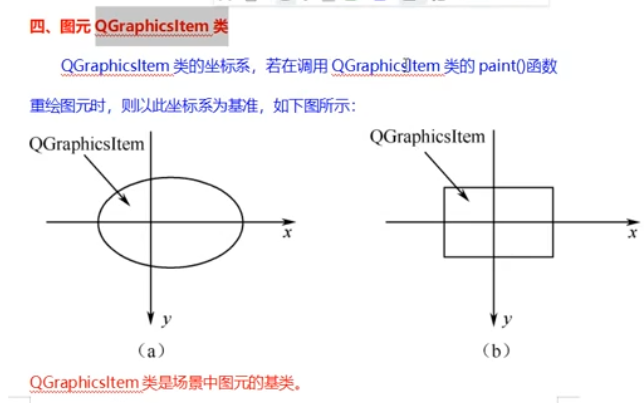 四、图元 QGraphicsItem 类
QGraphicsItem 类的坐标系，若在调用 QGraphicsItem 类的 paint()函数
重绘图元时，则以此坐标系为基准，如下图所示：
QGraphicsItem
QGraphicsItem
x
x
y
y
（a）
（b）
QGraphicsItem 类是场景中图元的基类。